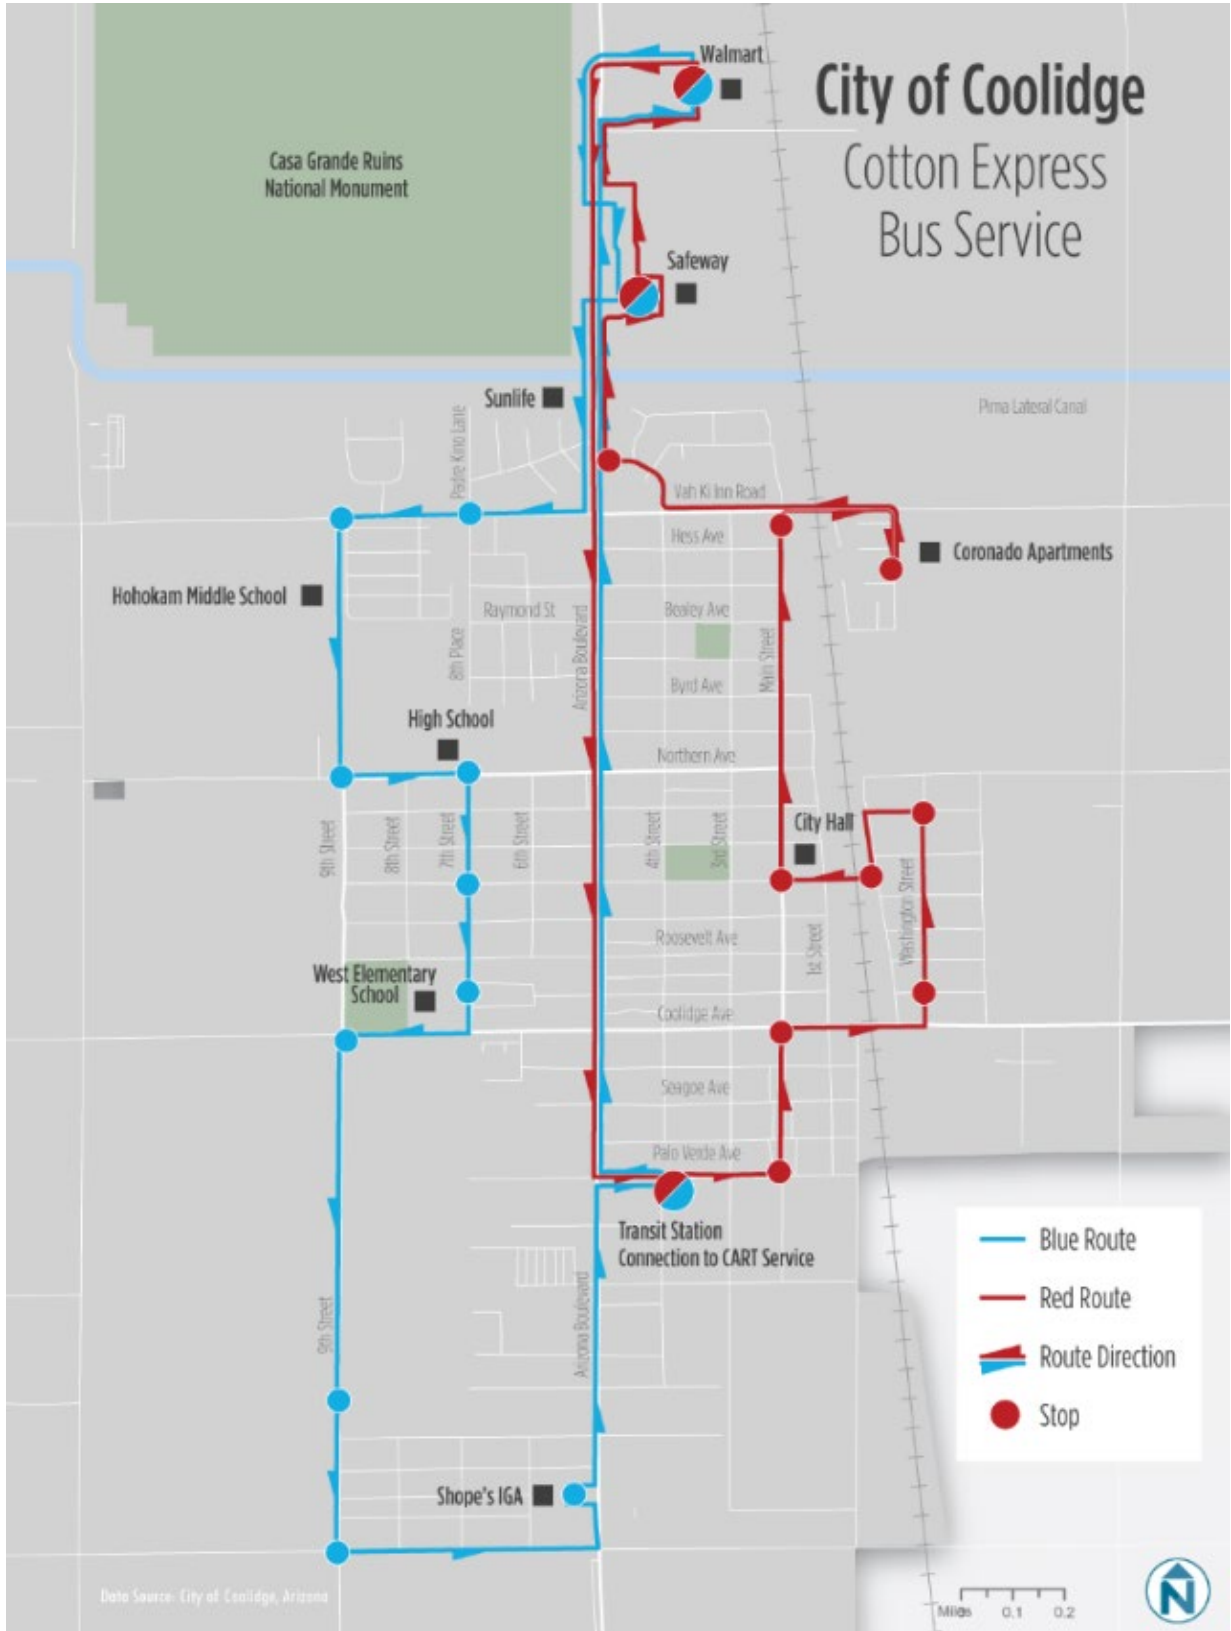 City of Coolidge
Cotton Express
Bus Service
Walmart
Casa Grande Ruins
National Monument
Safeway
Sunlife
Pima Lateral Canal
Padre Kino Lane
Vah Ki Inn Road
Hess Ave
Coronado Apartments
Hohokam Middle School
Raymond St
Bealey Ave
8th Place
Arizona Boulevard
Main Street
Byrd Ave
High School
Northern Ave
City Hall
9th Street
8th Street
7th Street
6th Street
4th Street
3rd Street
Washington Street
Roosevelt Ave
1st Street
West Elementary
School
Coolidge Ave
Seagoe Ave
Palo Verde Ave
Transit Station
Connection to CART Service
9th Street
Arizona Boulevard
Blue Route
Red Route
Route Direction
Stop
Shope's IGA
Data Source: City of Coolidge, Arizona
Miles 0.1 0.2
N